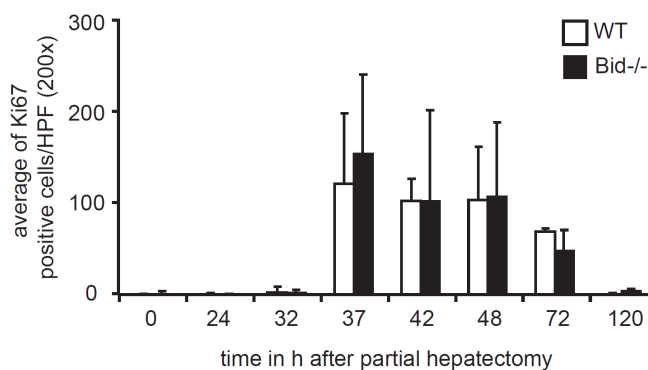 300
200
100
0
average of Ki67
positive cells/HPF (200x)
WT
Bid-/-
0 24 32 37 42 48 72 120
time in h after partial hepatectomy